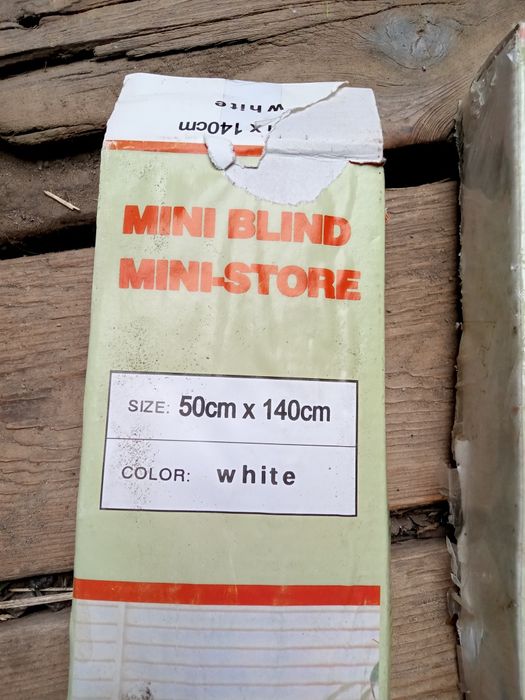 White
x 140cm
MINI BLIND
MINI-STORE
SIZE: 50cm x 140cm
COLOR: white